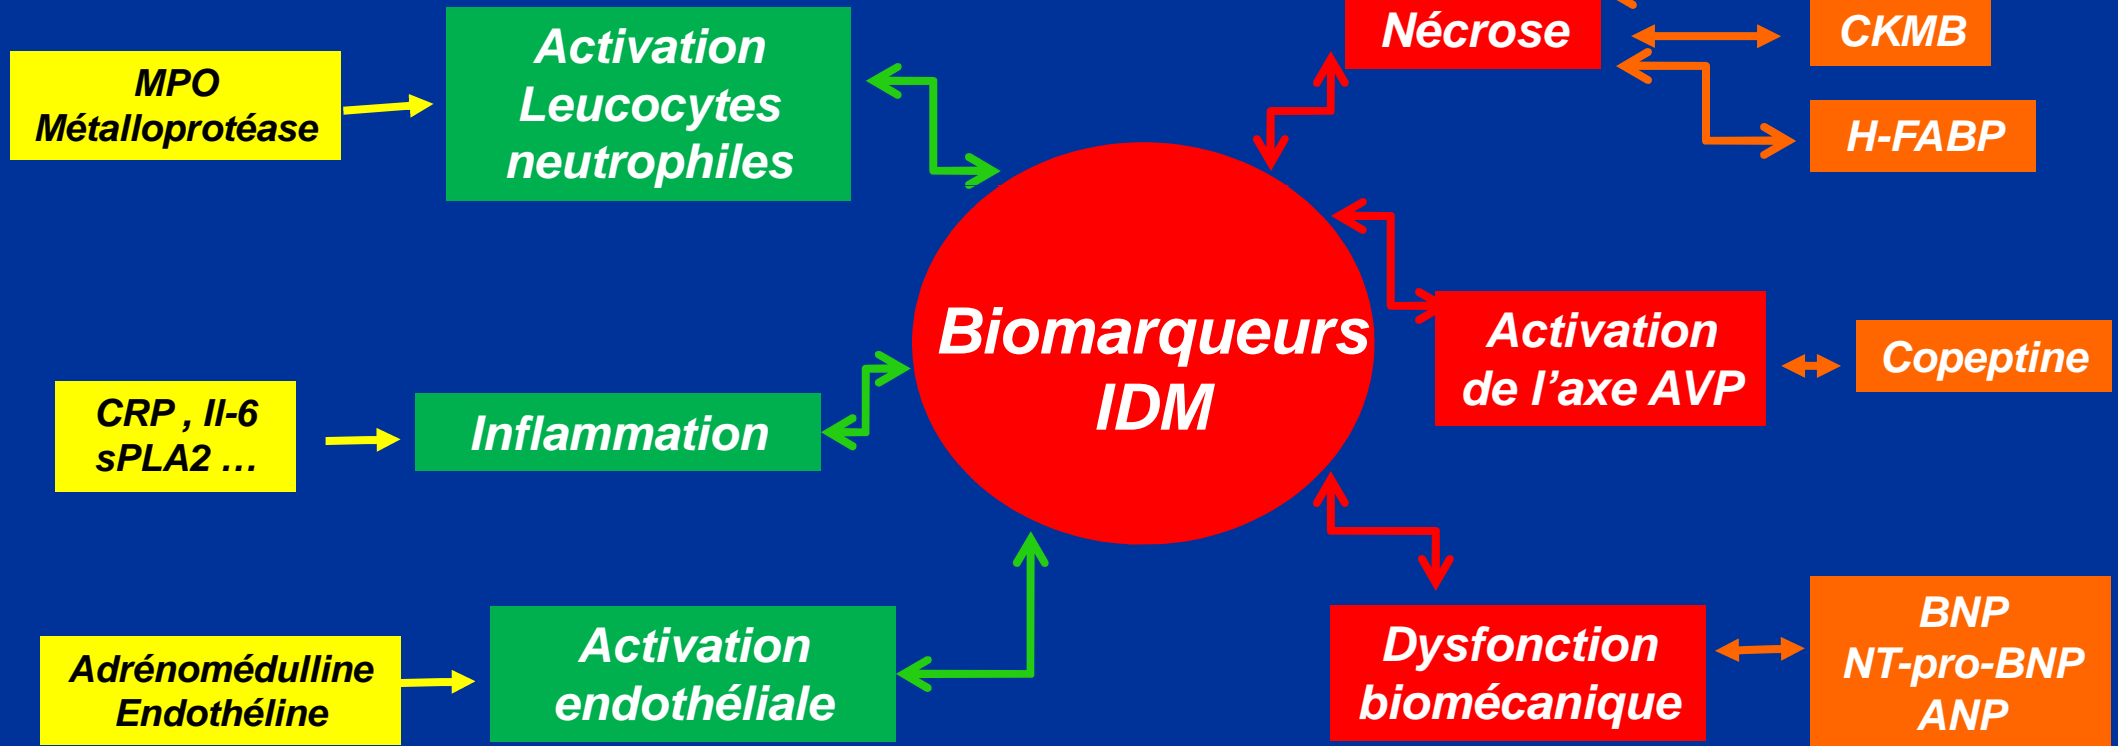 MPO
Métalloprotéase
Activation
Leucocytes
neutrophiles
Nécrose
CKMB
H-FABP
Biomarqueurs
IDM
CRP , Il-6
sPLA2 …
Inflammation
Activation
de l’axe AVP
Copeptine
Adrénomédulline
Endothéline
Activation
endothéliale
Dysfonction
biomécanique
BNP
NT-pro-BNP
ANP